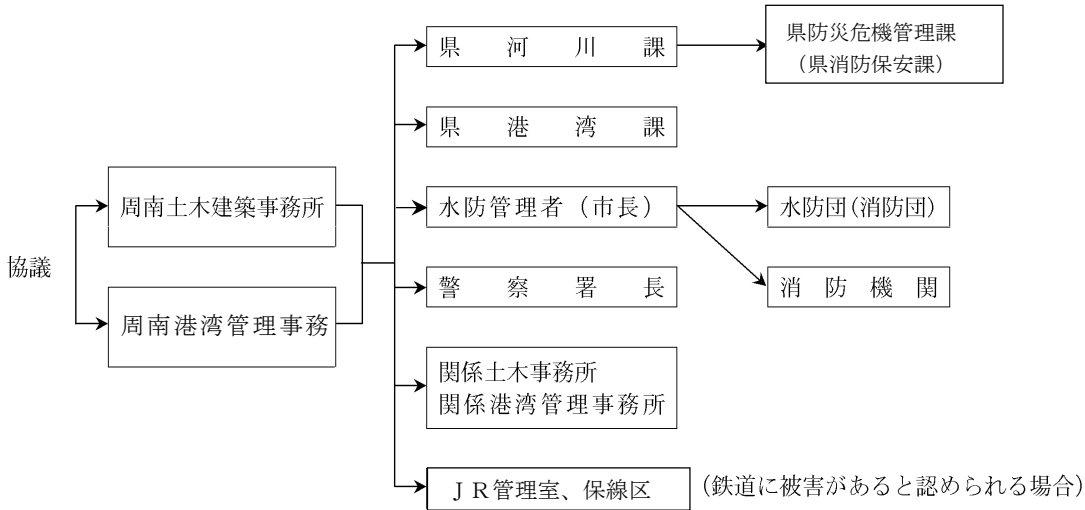 県河川課
県防災危機管理課
（県消防保安課）
県港湾課
周南土木建築事務所
水防管理者（市長）
水防団(消防団)
協議
警察署長
消防機関
周南港湾管理事務
関係土木事務所
関係港湾管理事務所
ＪＲ管理室、保線区
(鉄道に被害があると認められる場合)